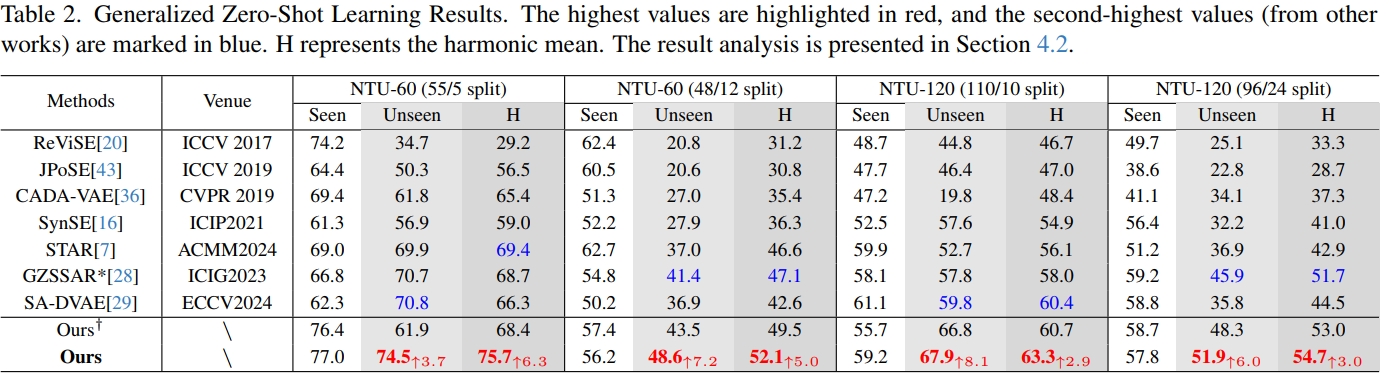 Table 2. Generalized Zero-Shot Learning Results. The highest values are highlighted in red, and the second-highest values (from other
works) are marked in blue. H represents the harmonic mean. The result analysis is presented in Section 4.2.
Methods Venue NTU-60 (55/5 split) NTU-60 (48/12 split) NTU-120 (110/10 split) NTU-120 (96/24 split)
Seen Unseen H Seen Unseen H Seen Unseen H Seen Unseen H
ReViSE[20] ICCV 2017 74.2 34.7 29.2 62.4 20.8 31.2 48.7 44.8 46.7 49.7 25.1 33.3
JPoSE[43] ICCV 2019 64.4 50.3 56.5 60.5 20.6 30.8 47.7 46.4 47.0 38.6 22.8 28.7
CADA-VAE[36] CVPR 2019 69.4 61.8 65.4 51.3 27.0 35.4 47.2 19.8 48.4 41.1 34.1 37.3
SynSE[16] ICIP2021 61.3 56.9 59.0 52.2 27.9 36.3 52.5 57.6 54.9 56.4 32.2 41.0
STAR[7] ACMM2024 69.0 69.9 69.4 62.7 37.0 46.6 59.9 52.7 56.1 51.2 36.9 42.9
GZSSAR*[28] ICIG2023 66.8 70.7 68.7 54.8 41.4 47.1 58.1 57.8 58.0 59.2 45.9 51.7
SA-DVAE[29] ECCV2024 62.3 70.8 66.3 50.2 36.9 42.6 61.1 59.8 60.4 58.8 35.8 44.5
Ours† \ 76.4 61.9 68.4 57.4 43.5 49.5 55.7 66.8 60.7 58.7 48.3 53.0
Ours \ 77.0 74.5↑3.7 75.7↑6.3 56.2 48.6↑7.2 52.1↑5.0 59.2 67.9↑8.1 63.3↑2.9 57.8 51.9↑6.0 54.7↑3.0